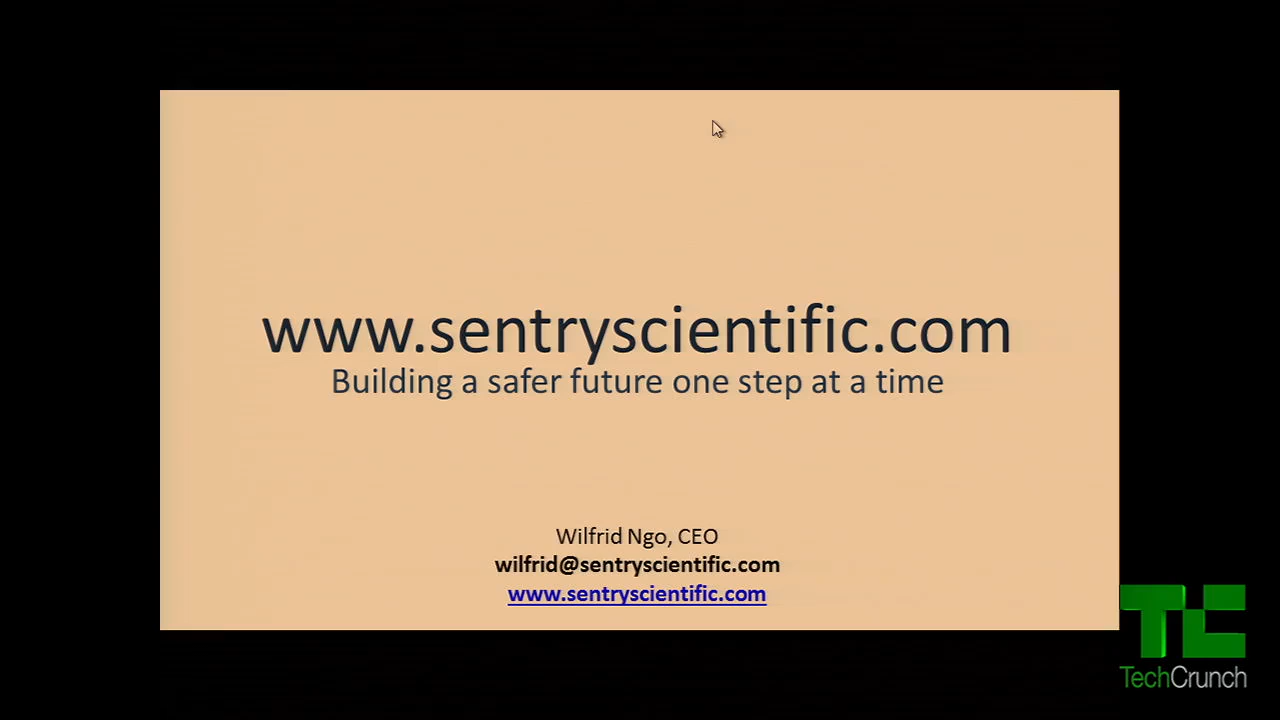 www.sentryscientific.com
Building a safer future one step at a time
Wilfrid Ngo, CEO
wilfrid@sentryscientific.com
www.sentryscientific.com
TC
TechCrunch